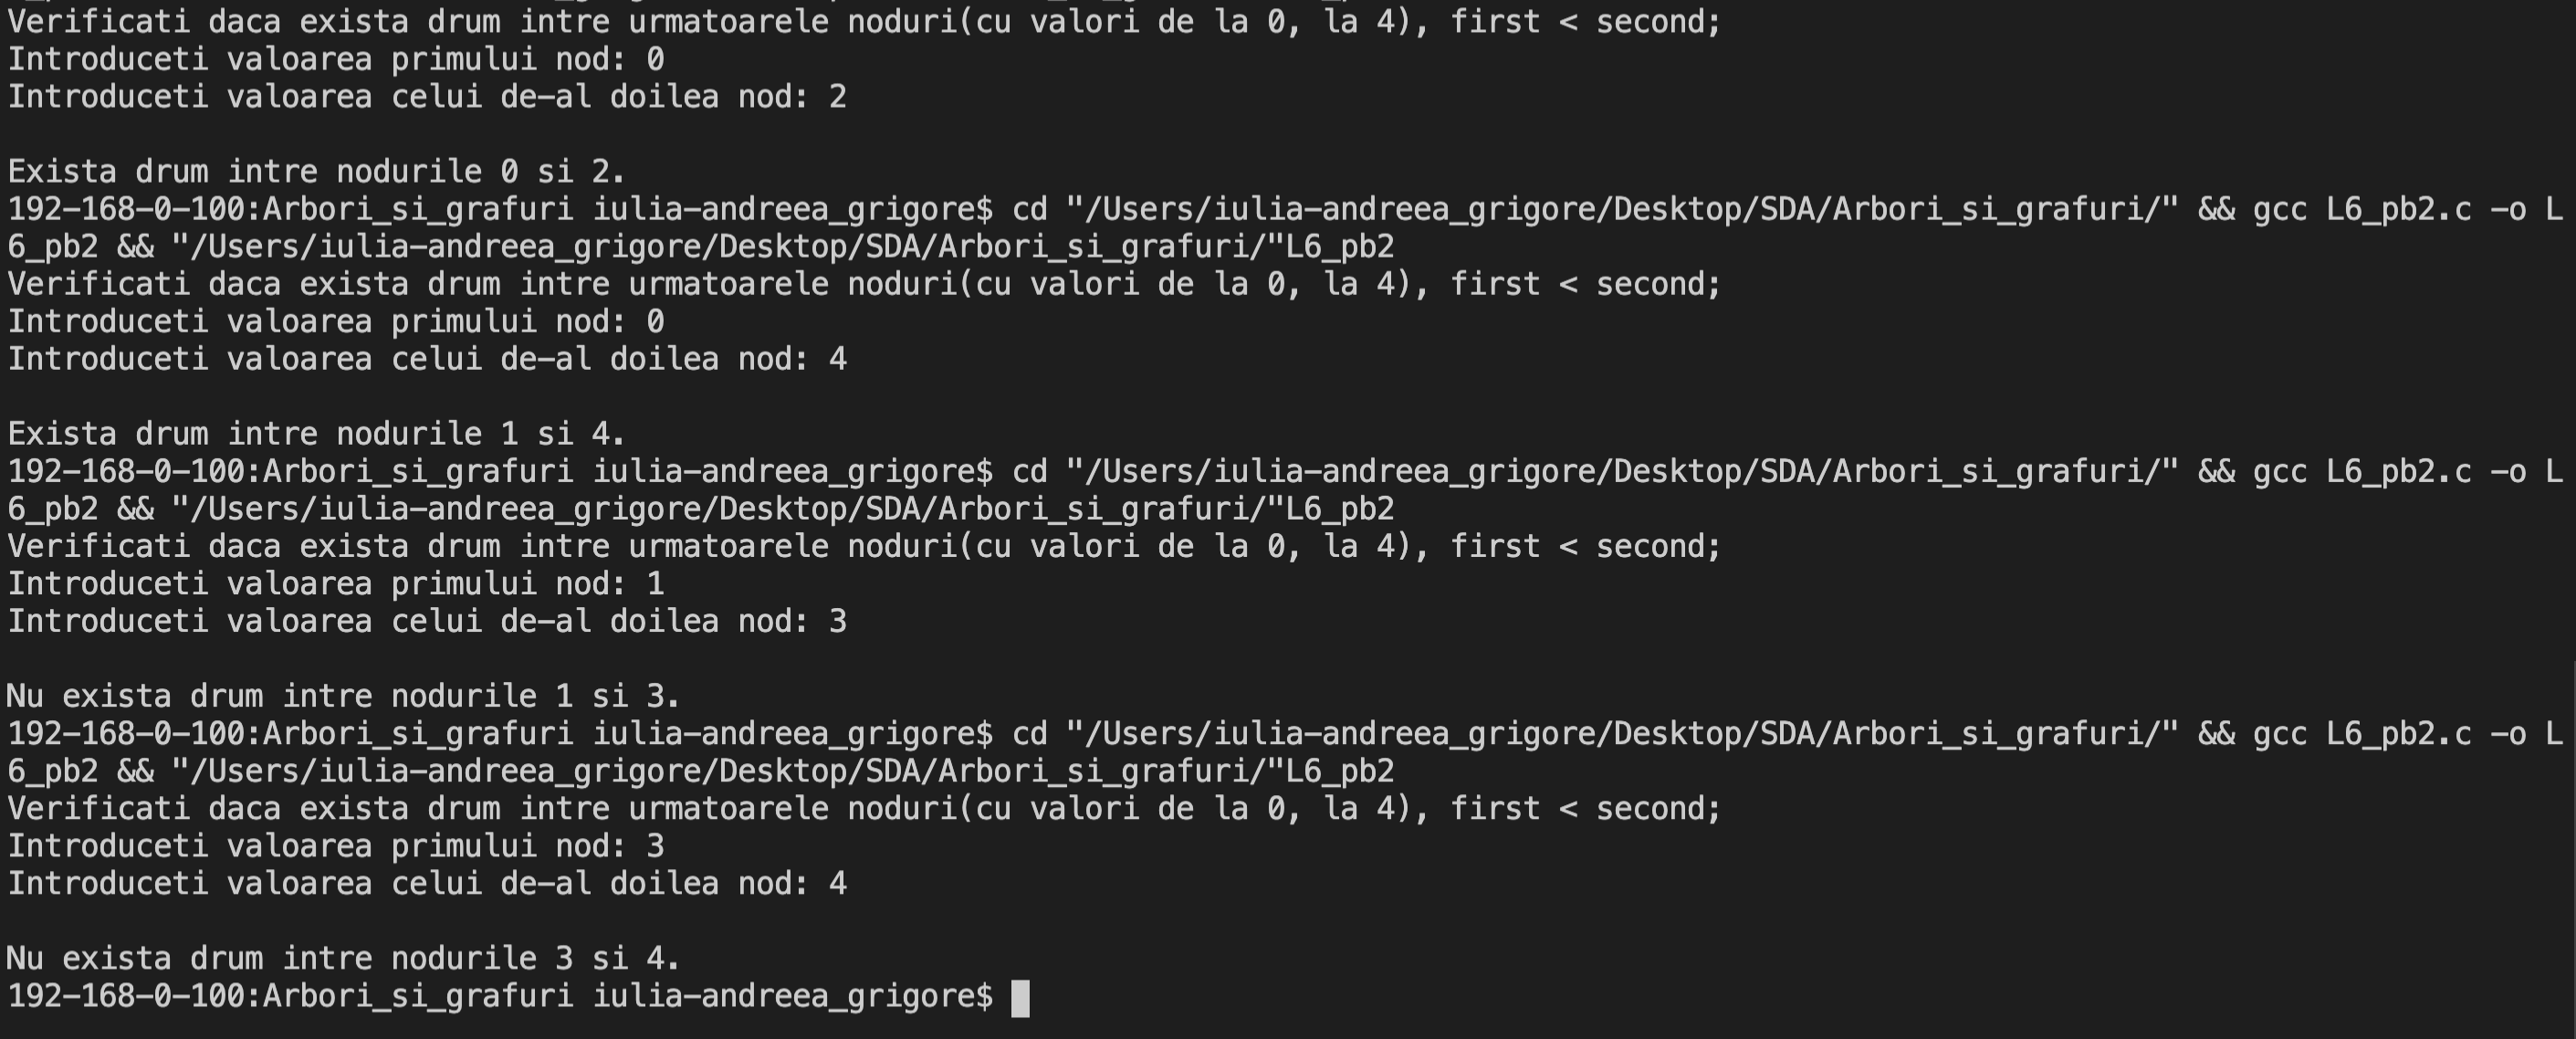 Verificati daca exista drum intre urmatoarele noduri(cu valori de la 0, la 4), first < second;
Introduceti valoarea primului nod: 0
Introduceti valoarea celui de-al doilea nod: 2
Exista drum intre nodurile 0 si 2.
192-168-0-100:Arbori_si_grafuri iulia-andreea_grigore$ cd "/Users/iulia-andreea_grigore/Desktop/SDA/Arbori_si_grafuri/" && gcc L6_pb2.c -o L
6_pb2 && "/Users/iulia-andreea_grigore/Desktop/SDA/Arbori_si_grafuri/"L6_pb2
Verificati daca exista drum intre urmatoarele noduri(cu valori de la 0, la 4), first < second;
Introduceti valoarea primului nod: 0
Introduceti valoarea celui de-al doilea nod: 4
Exista drum intre nodurile 1 si 4.
192-168-0-100:Arbori_si_grafuri iulia-andreea_grigore$ cd "/Users/iulia-andreea_grigore/Desktop/SDA/Arbori_si_grafuri/" && gcc L6_pb2.c -o L
6_pb2 && "/Users/iulia-andreea_grigore/Desktop/SDA/Arbori_si_grafuri/"L6_pb2
Verificati daca exista drum intre urmatoarele noduri(cu valori de la 0, la 4), first < second;
Introduceti valoarea primului nod: 1
Introduceti valoarea celui de-al doilea nod: 3
Nu exista drum intre nodurile 1 si 3.
192-168-0-100:Arbori_si_grafuri iulia-andreea_grigore$ cd "/Users/iulia-andreea_grigore/Desktop/SDA/Arbori_si_grafuri/" && gcc L6_pb2.c -o L
6_pb2 && "/Users/iulia-andreea_grigore/Desktop/SDA/Arbori_si_grafuri/"L6_pb2
Verificati daca exista drum intre urmatoarele noduri(cu valori de la 0, la 4), first < second;
Introduceti valoarea primului nod: 3
Introduceti valoarea celui de-al doilea nod: 4
Nu exista drum intre nodurile 3 si 4.
192-168-0-100:Arbori_si_grafuri iulia-andreea_grigore$